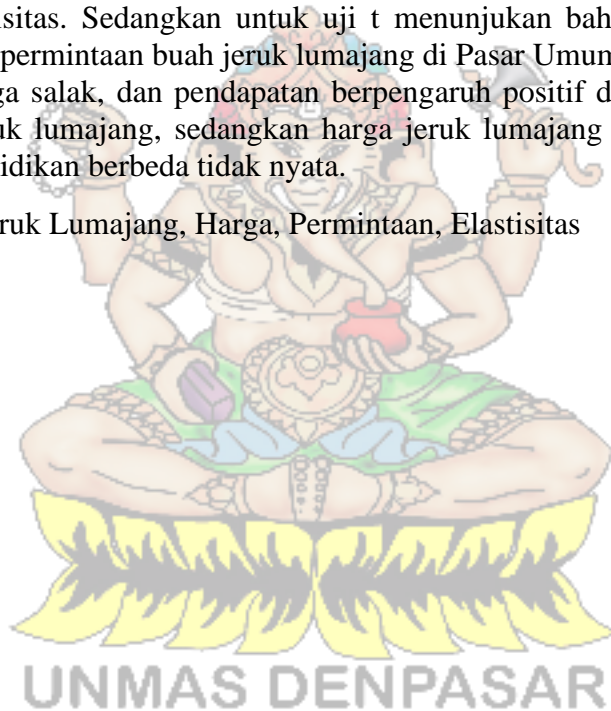 sitas. Sedangkan untuk uji t menunjukan bah
permintaan buah jeruk lumajang di Pasar Umum
ga salak, dan pendapatan berpengaruh positif d
uk lumajang, sedangkan harga jeruk lumajang
idikan berbeda tidak nyata.
ruk Lumajang, Harga, Permintaan, Elastisitas
UNMAS DENPASAR